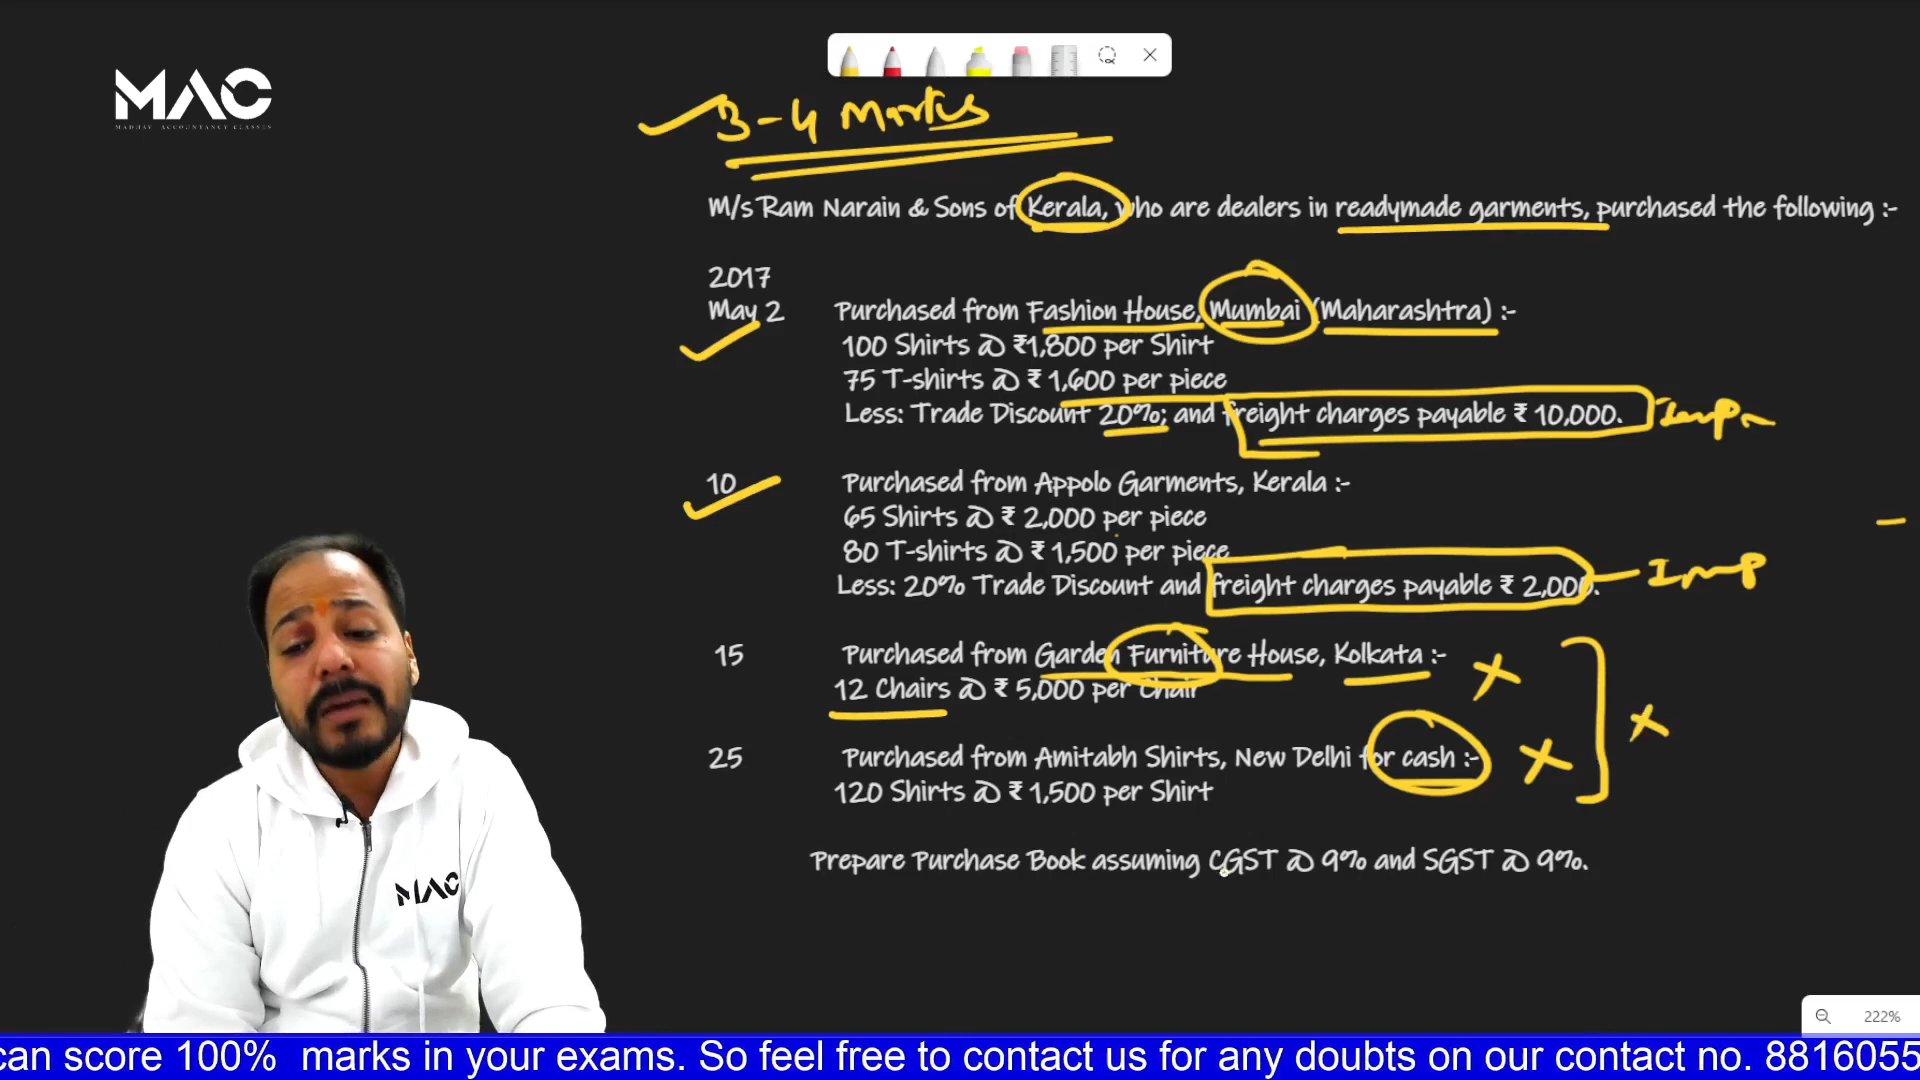 MAC
MADHAV ACCOUNTANCY CLASSES
3-4 Marks
M/s Ram Narain & Sons of Kerala, who are dealers in readymade garments, purchased the following :-
2017
May 2 Purchased from Fashion House, Mumbai (Maharashtra) :-
100 Shirts @ ₹1,800 per Shirt
75 T-shirts @ ₹ 1,600 per piece
Less: Trade Discount 20%; and freight charges payable ₹ 10,000. Imp
10 Purchased from Appolo Garments, Kerala :-
65 Shirts @ ₹ 2,000 per piece
80 T-shirts @ ₹ 1,500 per piece
Less: 20% Trade Discount and freight charges payable ₹ 2,000. Imp
15 Purchased from Garden Furniture House, Kolkata :-
12 Chairs @ ₹ 5,000 per Chair
25 Purchased from Amitabh Shirts, New Delhi for cash :-
120 Shirts @ ₹ 1,500 per Shirt
Prepare Purchase Book assuming CGST @ 9% and SGST @ 9%.
MAC
222%
can score 100% marks in your exams. So feel free to contact us for any doubts on our contact no. 8816055